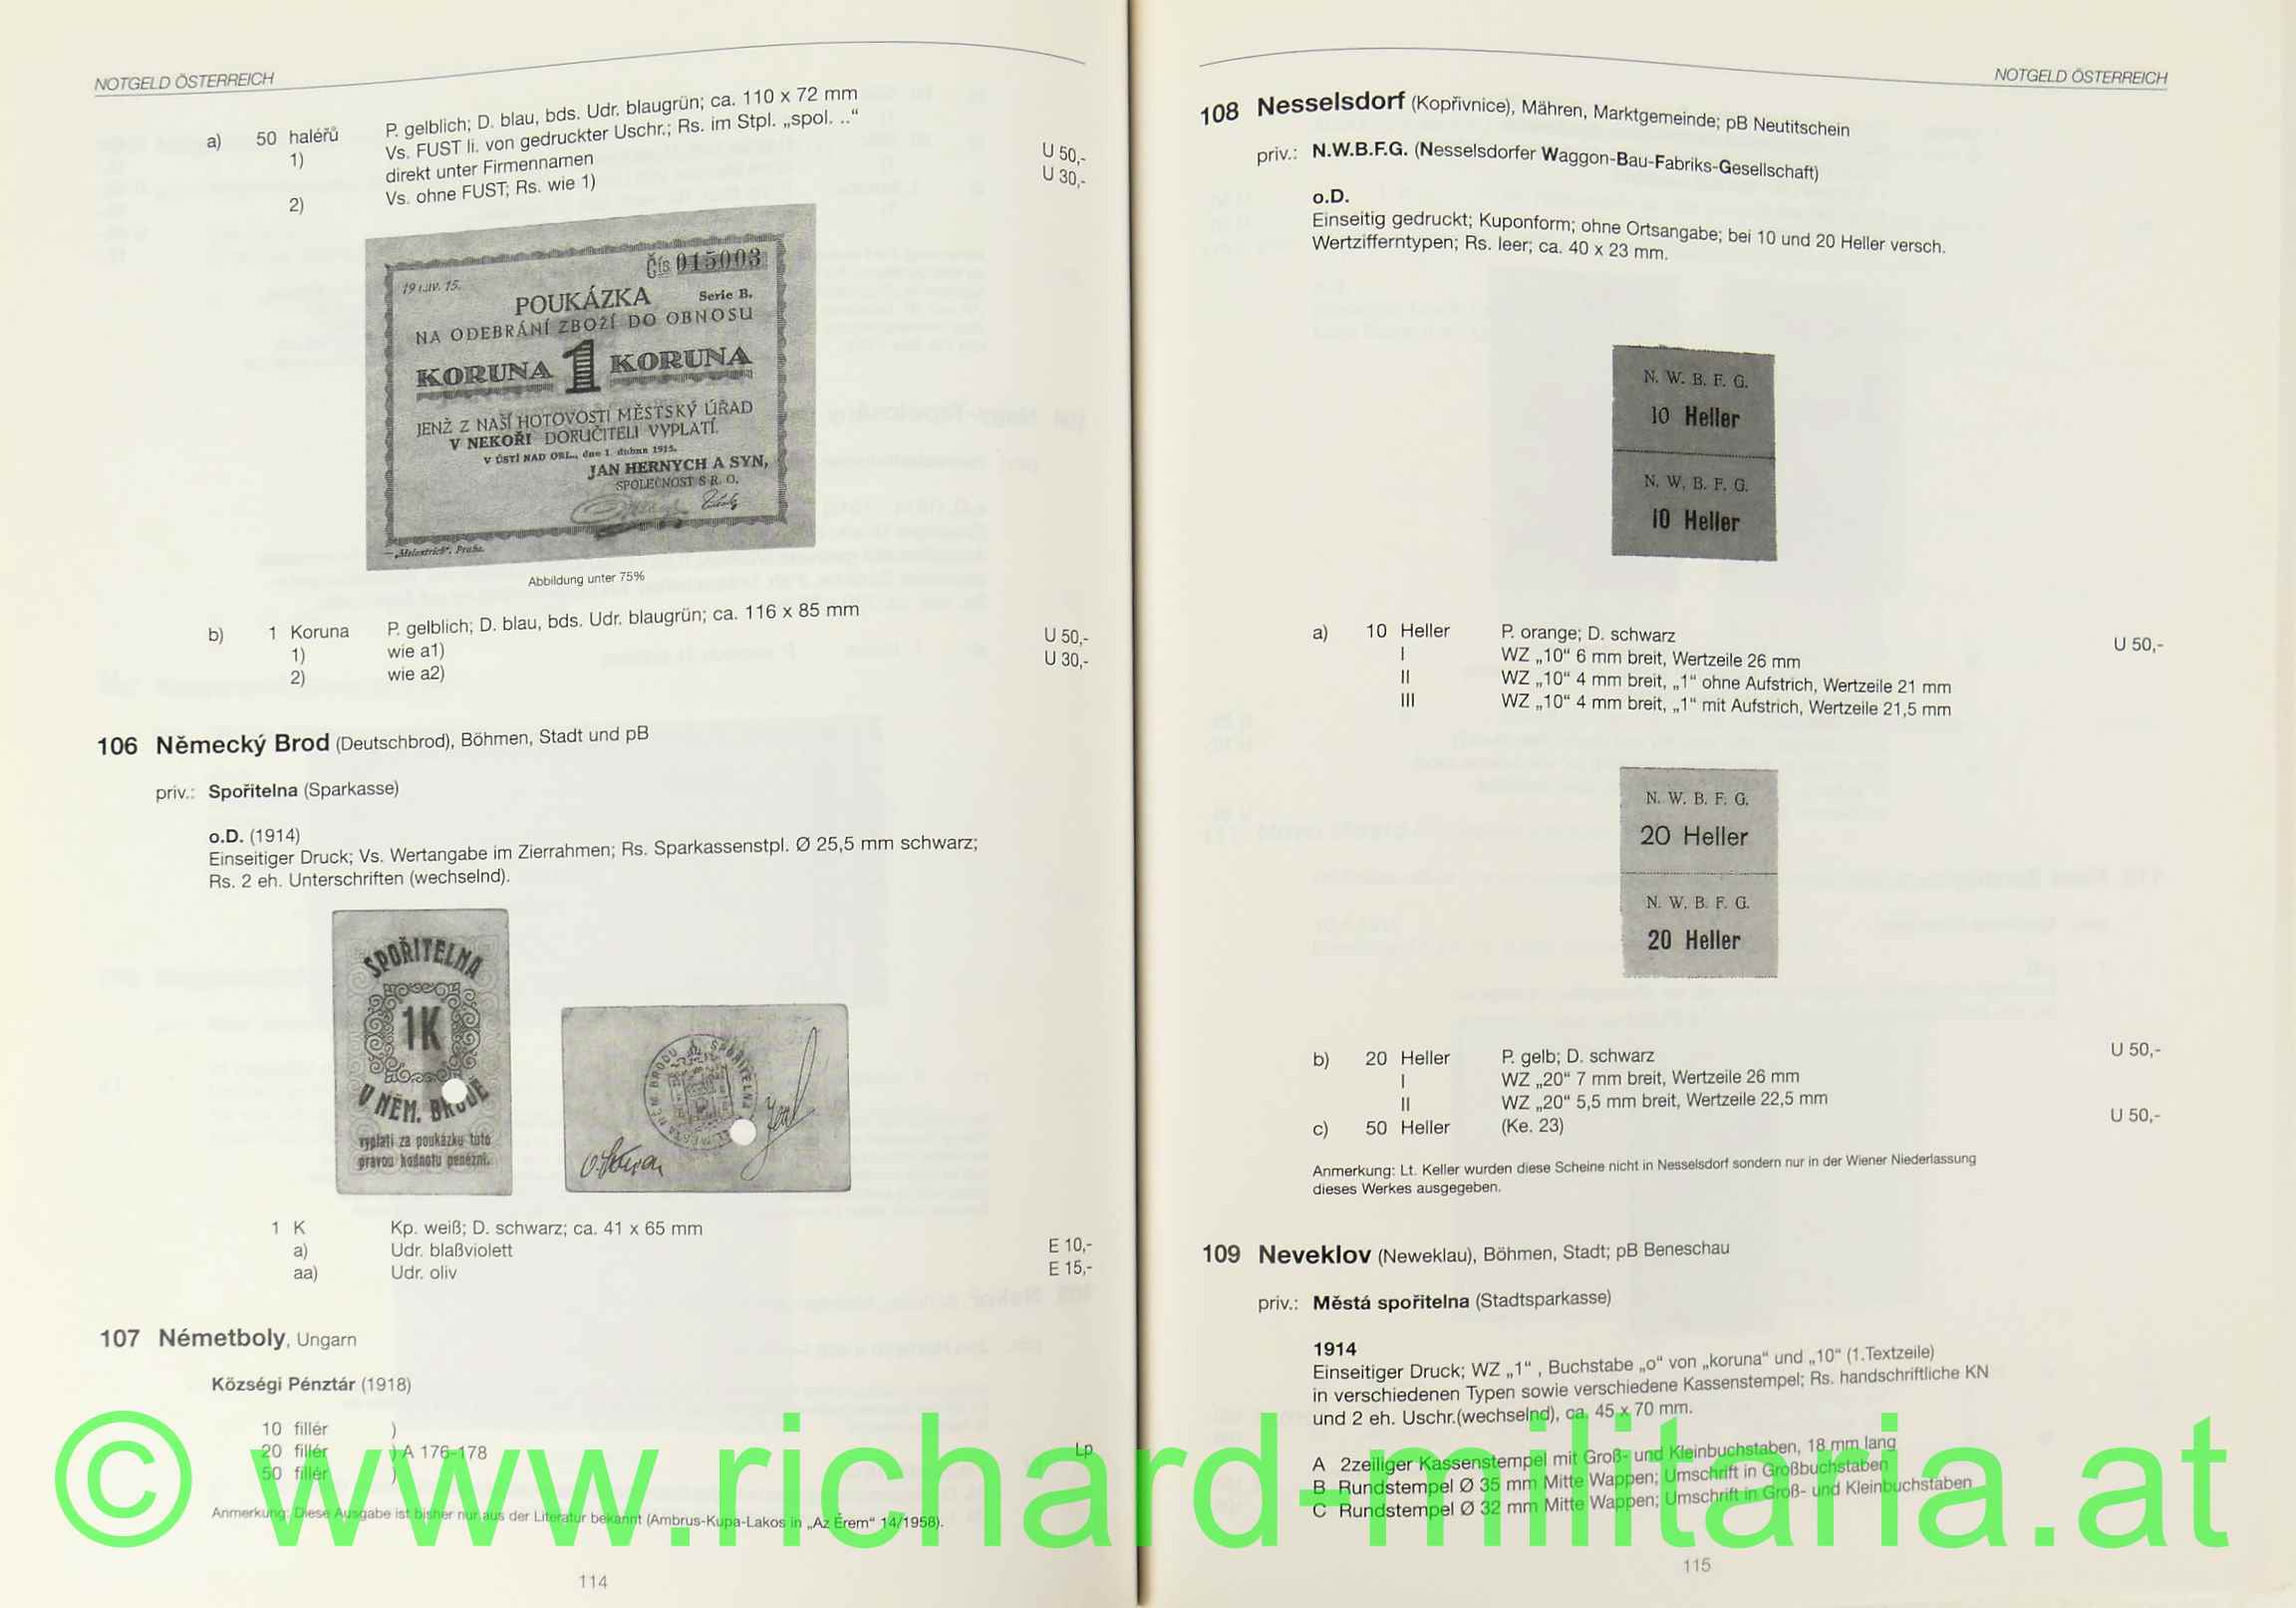 NOTGELD ÖSTERREICH
a) 50 haléřů P. gelblich; D. blau, bds. Udr. blaugrün; ca. 110 x 72 mm
1) Vs. FUST li. von gedruckter Uschr.; Rs. im Stpl. „spol. .."
direkt unter Firmennamen U 50,-
2) Vs. ohne FUST; Rs. wie 1) U 30,-
Čís 015003
19 1.IV. 15.
POUKÁZKA Serie B.
NA ODEBRÁNÍ ZBOŽÍ DO OBNOSU
KORUNA 1 KORUNA
JENŽ Z NAŠÍ HOTOVOSTI MĚSTSKÝ ÚŘAD
V NEKOŘI DORUČITELI VYPLATÍ.
V ÚSTÍ NAD ORL., dne 1. dubna 1915.
JAN HERNYCH A SYN,
SPOLEČNOST S R. O.
„Melantrich", Praha.
Abbildung unter 75%
b) 1 Koruna P. gelblich; D. blau, bds. Udr. blaugrün; ca. 116 x 85 mm
1) wie a1) U 50,-
2) wie a2) U 30,-
106 Německý Brod (Deutschbrod), Böhmen, Stadt und pB
priv.: Spořitelna (Sparkasse)
o.D. (1914)
Einseitiger Druck; Vs. Wertangabe im Zierrahmen; Rs. Sparkassenstpl. Ø 25,5 mm schwarz;
Rs. 2 eh. Unterschriften (wechselnd).
SPOŘITELNA
1K
V NĚM. BRODĚ
vyplatí za poukázku tuto
pravou hodnotu penězní.
1 K Kp. weiß; D. schwarz; ca. 41 x 65 mm
a) Udr. blaßviolett E 10,-
aa) Udr. oliv E 15,-
107 Németboly, Ungarn
Községi Pénztár (1918)
10 fillér )
20 fillér ) A 176-178 Lp
50 fillér )
Anmerkung: Diese Ausgabe ist bisher nur aus der Literatur bekannt (Ambrus-Kupa-Lakos in „Az Érem" 14/1958).
114
NOTGELD ÖSTERREICH
108 Nesselsdorf (Kopřivnice), Mähren, Marktgemeinde; pB Neutitschein
priv.: N.W.B.F.G. (Nesselsdorfer Waggon-Bau-Fabriks-Gesellschaft)
o.D.
Einseitig gedruckt; Kuponform; ohne Ortsangabe; bei 10 und 20 Heller versch.
Wertzifferntypen; Rs. leer; ca. 40 x 23 mm.
N. W. B. F. G.
10 Heller
N. W. B. F. G.
10 Heller
a) 10 Heller P. orange; D. schwarz U 50,-
I WZ „10" 6 mm breit, Wertzeile 26 mm
II WZ „10" 4 mm breit, „1" ohne Aufstrich, Wertzeile 21 mm
III WZ „10" 4 mm breit, „1" mit Aufstrich, Wertzeile 21,5 mm
N. W. B. F. G.
20 Heller
N. W. B. F. G.
20 Heller
b) 20 Heller P. gelb; D. schwarz U 50,-
I WZ „20" 7 mm breit, Wertzeile 26 mm
II WZ „20" 5,5 mm breit, Wertzeile 22,5 mm
c) 50 Heller (Ke. 23) U 50,-
Anmerkung: Lt. Keller wurden diese Scheine nicht in Nesselsdorf sondern nur in der Wiener Niederlassung
dieses Werkes ausgegeben.
109 Neveklov (Neweklau), Böhmen, Stadt; pB Beneschau
priv.: Městá spořitelna (Stadtsparkasse)
1914
Einseitiger Druck; WZ „1" , Buchstabe „o" von „koruna" und „10" (1.Textzeile)
in verschiedenen Typen sowie verschiedene Kassenstempel; Rs. handschriftliche KN
und 2 eh. Uschr.(wechselnd), ca. 45 x 70 mm.
A 2zeiliger Kassenstempel mit Groß- und Kleinbuchstaben, 18 mm lang
B Rundstempel Ø 35 mm Mitte Wappen; Umschrift in Großbuchstaben
C Rundstempel Ø 32 mm Mitte Wappen; Umschrift in Groß- und Kleinbuchstaben
115
© www.richard-militaria.at